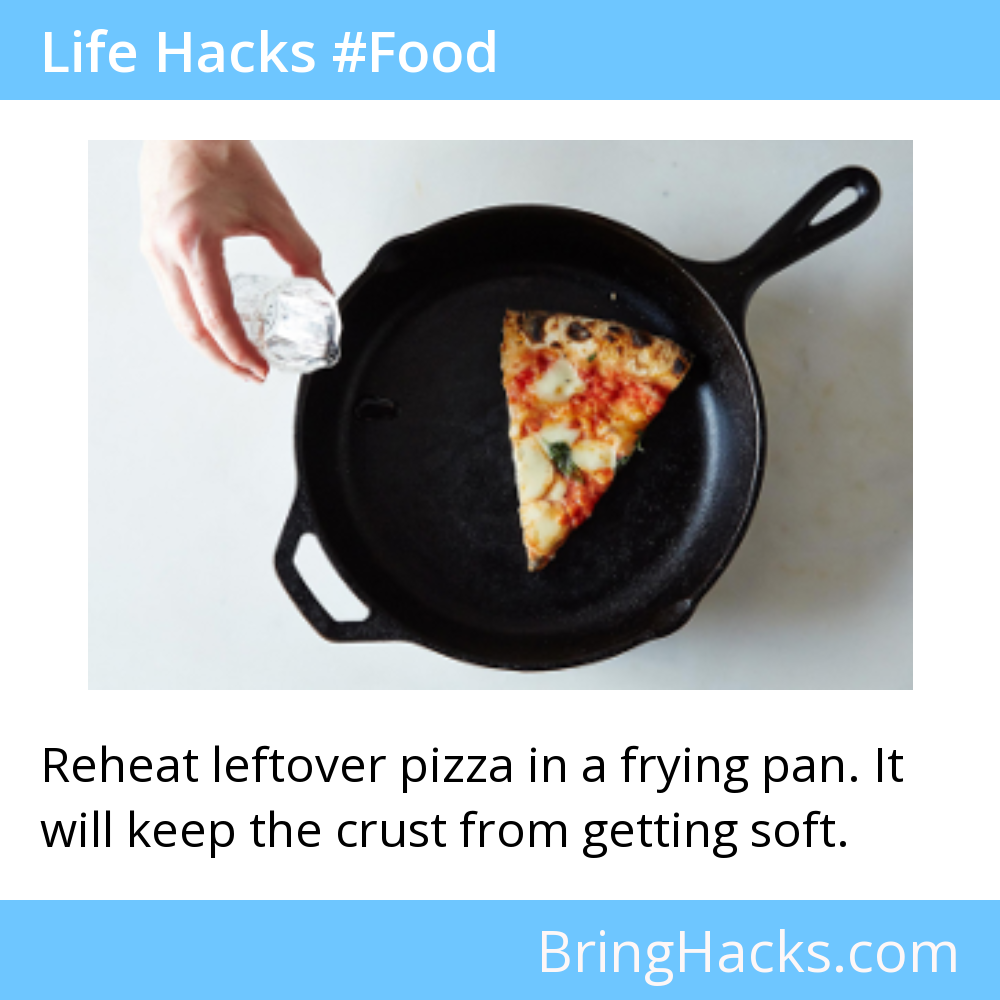 Life Hacks #Food
Reheat leftover pizza in a frying pan. It
will keep the crust from getting soft.
BringHacks.com